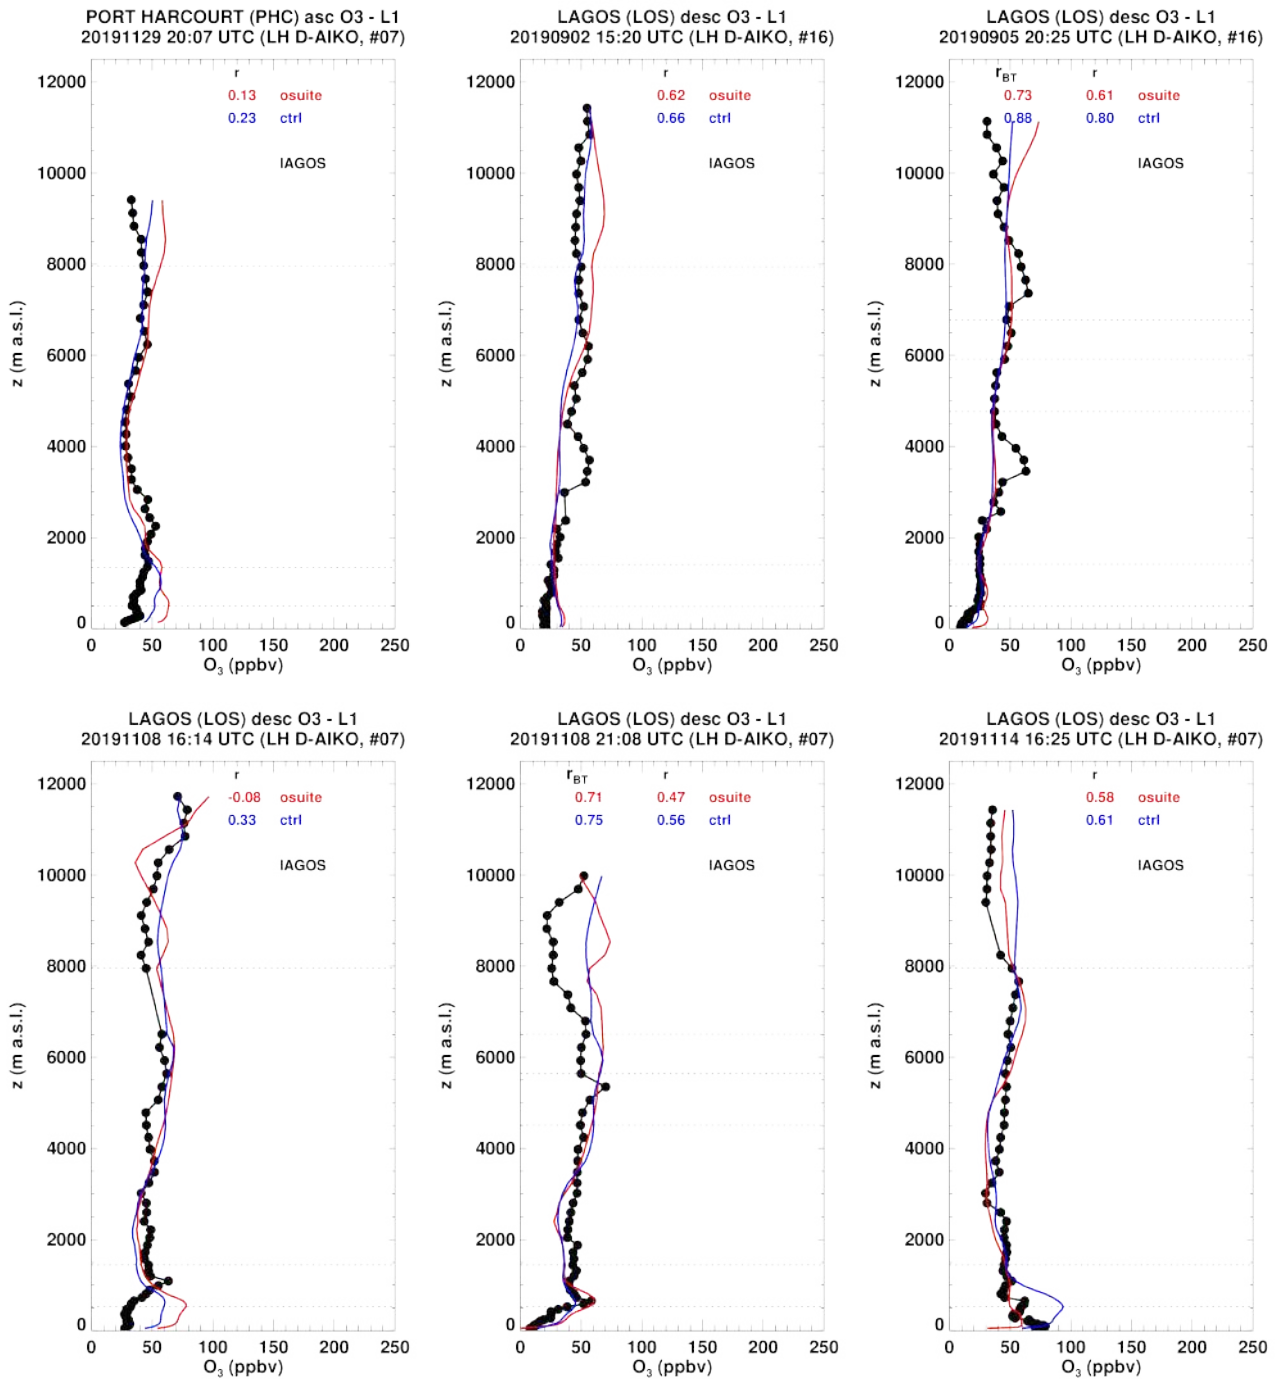 PORT HARCOURT (PHC) asc O3 - L1
20191129 20:07 UTC (LH D-AIKO, #07)
r
0.13 osuite
0.23 ctrl
IAGOS
12000
10000
8000
6000
4000
2000
0
z (m a.s.l.)
0 50 100 150 200 250
O3 (ppbv)
LAGOS (LOS) desc O3 - L1
20190902 15:20 UTC (LH D-AIKO, #16)
r
0.62 osuite
0.66 ctrl
IAGOS
12000
10000
8000
6000
4000
2000
0
z (m a.s.l.)
0 50 100 150 200 250
O3 (ppbv)
LAGOS (LOS) desc O3 - L1
20190905 20:25 UTC (LH D-AIKO, #16)
rBT r
0.73 0.61 osuite
0.88 0.80 ctrl
IAGOS
12000
10000
8000
6000
4000
2000
0
z (m a.s.l.)
0 50 100 150 200 250
O3 (ppbv)
LAGOS (LOS) desc O3 - L1
20191108 16:14 UTC (LH D-AIKO, #07)
r
-0.08 osuite
0.33 ctrl
IAGOS
12000
10000
8000
6000
4000
2000
0
z (m a.s.l.)
0 50 100 150 200 250
O3 (ppbv)
LAGOS (LOS) desc O3 - L1
20191108 21:08 UTC (LH D-AIKO, #07)
rBT r
0.71 0.47 osuite
0.75 0.56 ctrl
IAGOS
12000
10000
8000
6000
4000
2000
0
z (m a.s.l.)
0 50 100 150 200 250
O3 (ppbv)
LAGOS (LOS) desc O3 - L1
20191114 16:25 UTC (LH D-AIKO, #07)
r
0.58 osuite
0.61 ctrl
IAGOS
12000
10000
8000
6000
4000
2000
0
z (m a.s.l.)
0 50 100 150 200 250
O3 (ppbv)